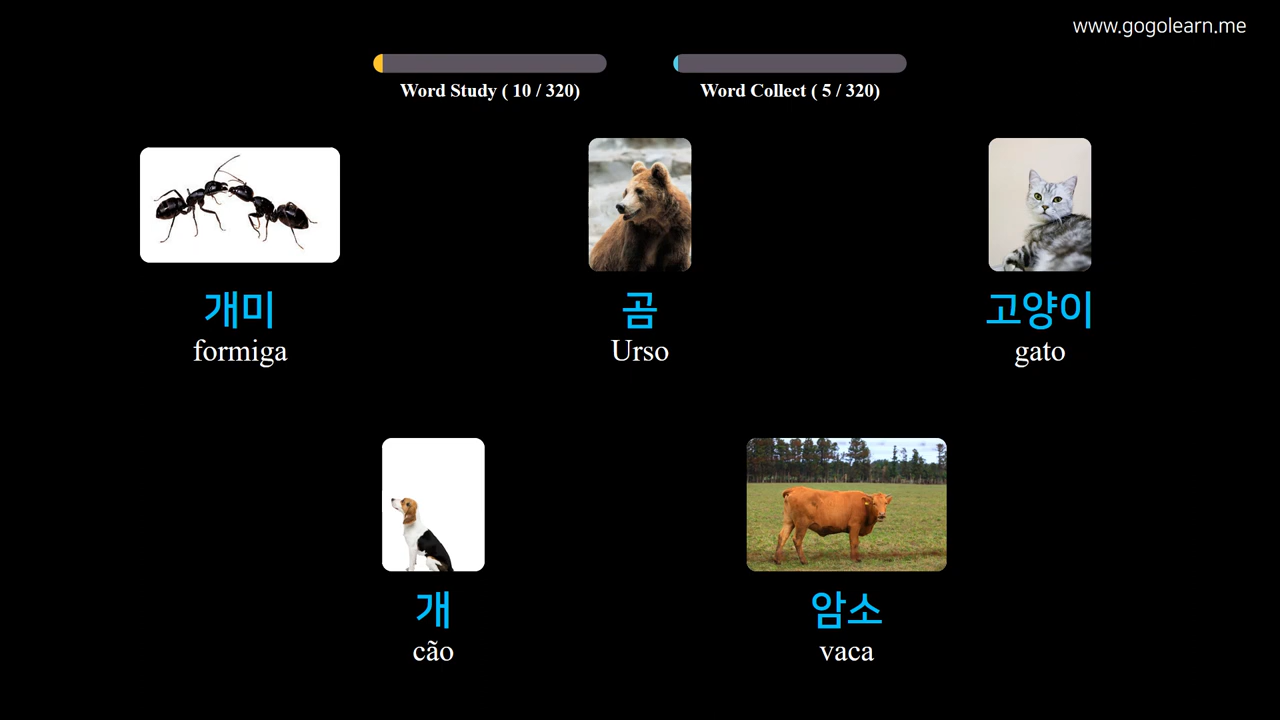 www.gogolearn.me
Word Study ( 10 / 320)
Word Collect ( 5 / 320)
개미
formiga
곰
Urso
고양이
gato
개
cão
암소
vaca